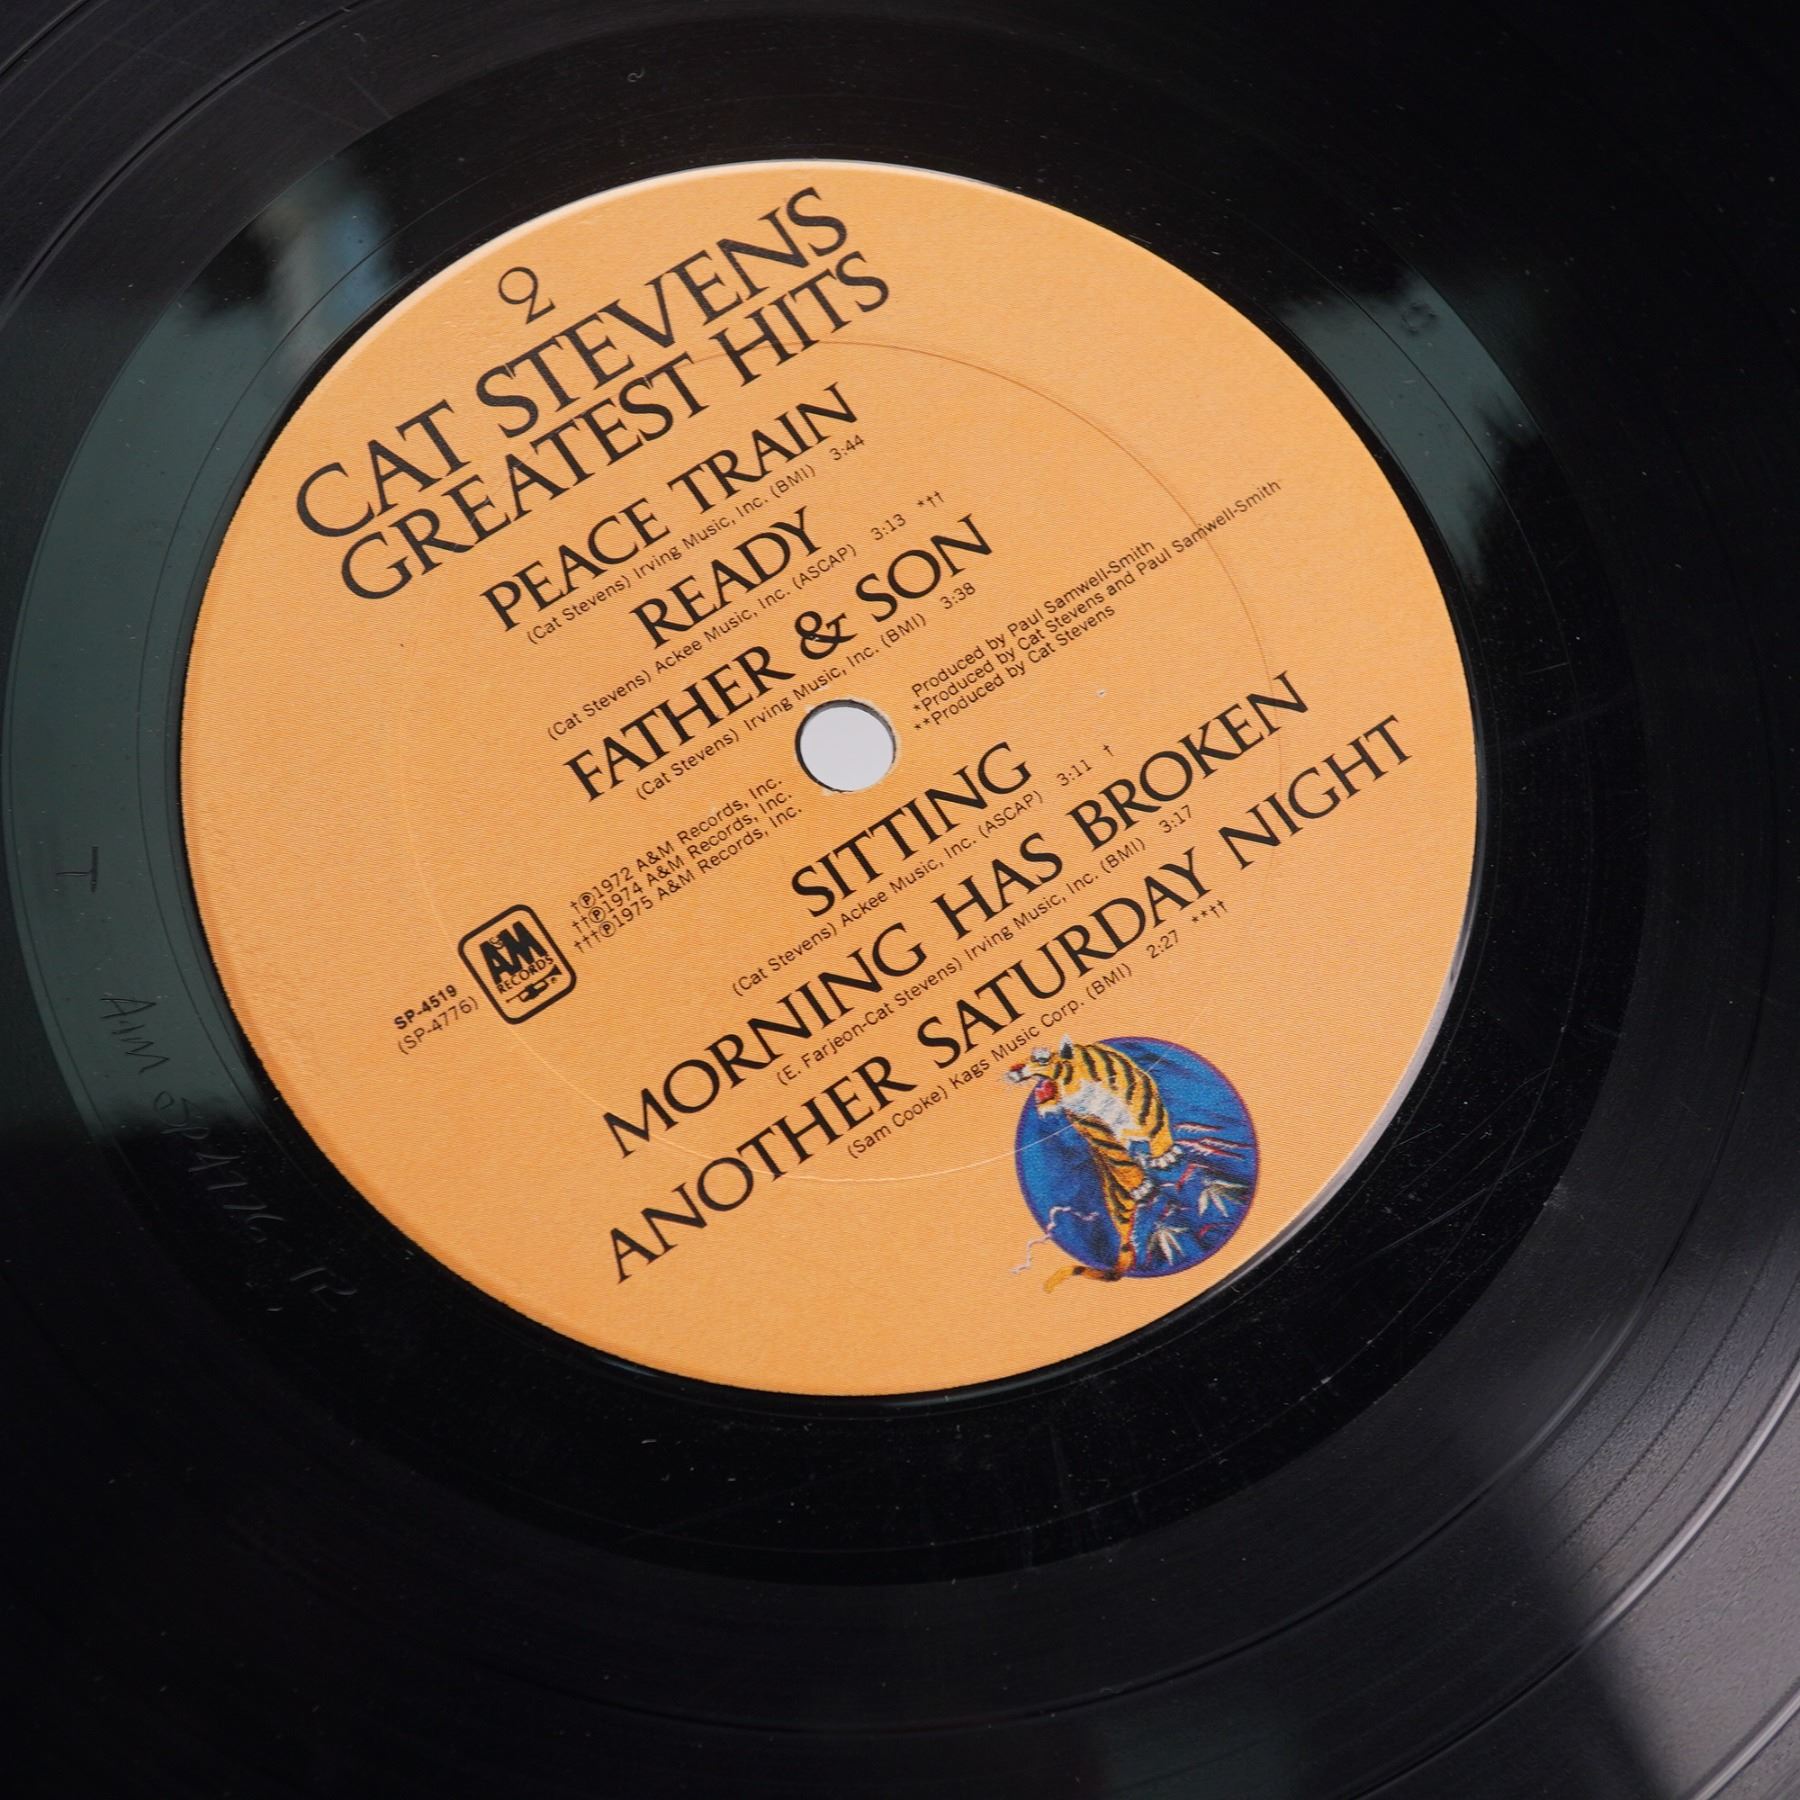 2
CAT STEVENS
GREATEST HITS
PEACE TRAIN
(Cat Stevens) Irving Music, Inc. (BMI) 3:44
READY
(Cat Stevens) Ackee Music, Inc. (ASCAP) 3:13 *††
FATHER & SON
(Cat Stevens) Irving Music, Inc. (BMI) 3:38
Produced by Paul Samwell-Smith
*Produced by Cat Stevens and Paul Samwell-Smith
**Produced by Cat Stevens
†℗1972 A&M Records, Inc.
††℗1974 A&M Records, Inc.
†††℗1975 A&M Records, Inc.
A&M
RECORDS
SP-4519
(SP-4776)
SITTING
(Cat Stevens) Ackee Music, Inc. (ASCAP) 3:11 †
MORNING HAS BROKEN
(E. Farjeon-Cat Stevens) Irving Music, Inc. (BMI) 3:17
ANOTHER SATURDAY NIGHT
(Sam Cooke) Kags Music Corp. (BMI) 2:27 **††